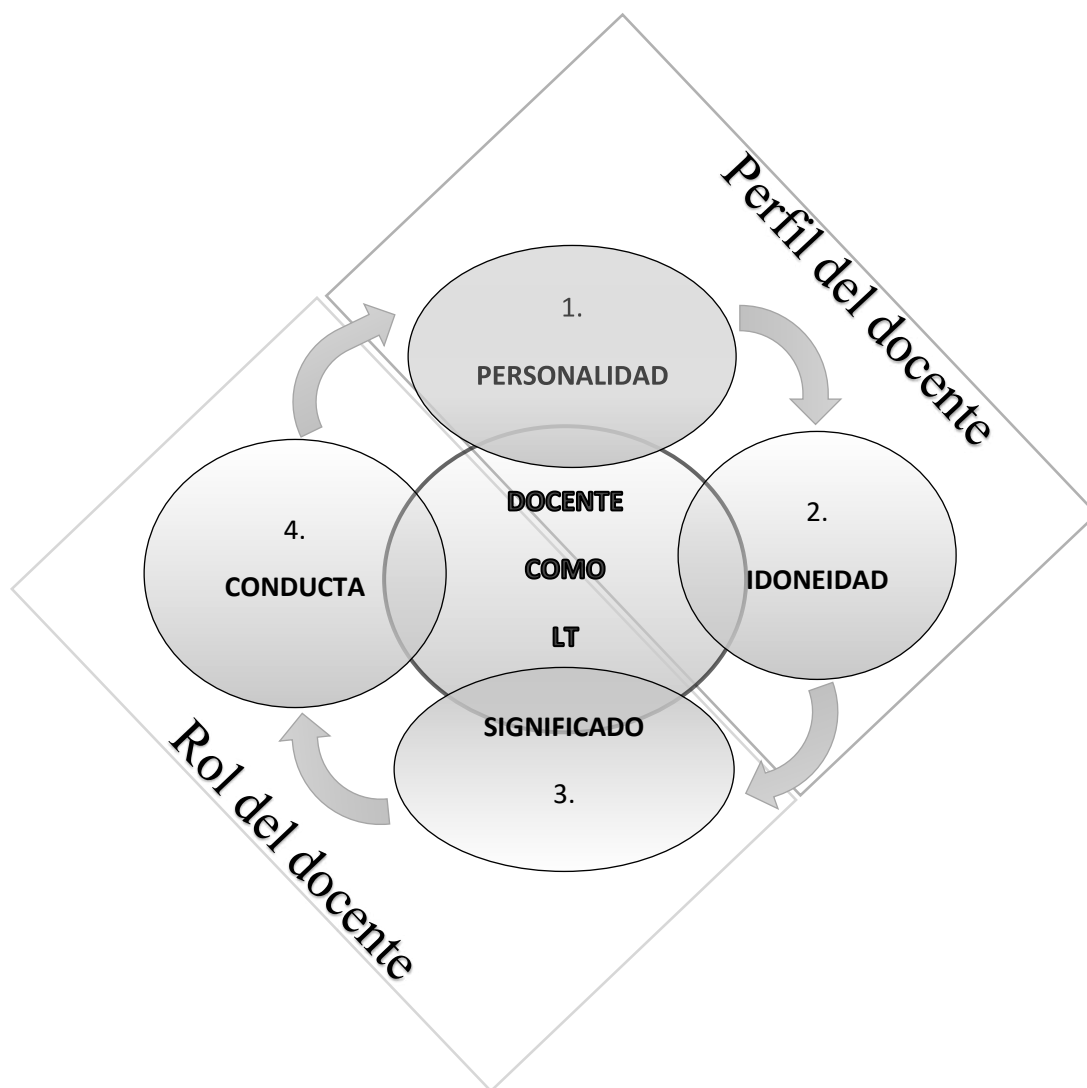 Perfil del docente
1.
PERSONALIDAD
2.
IDONEIDAD
DOCENTE
COMO
LT
4.
CONDUCTA
SIGNIFICADO
3.
Rol del docente